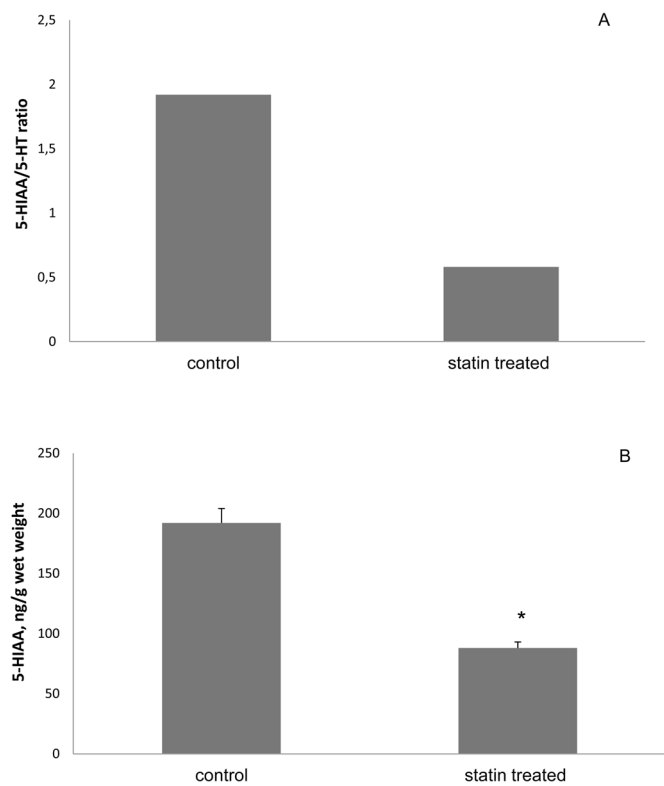 A
2,5
2
1,5
1
0,5
0
5-HIAA/5-HT ratio
control statin treated
B
250
200
150
100
50
0
5-HIAA, ng/g wet weight
*
control statin treated